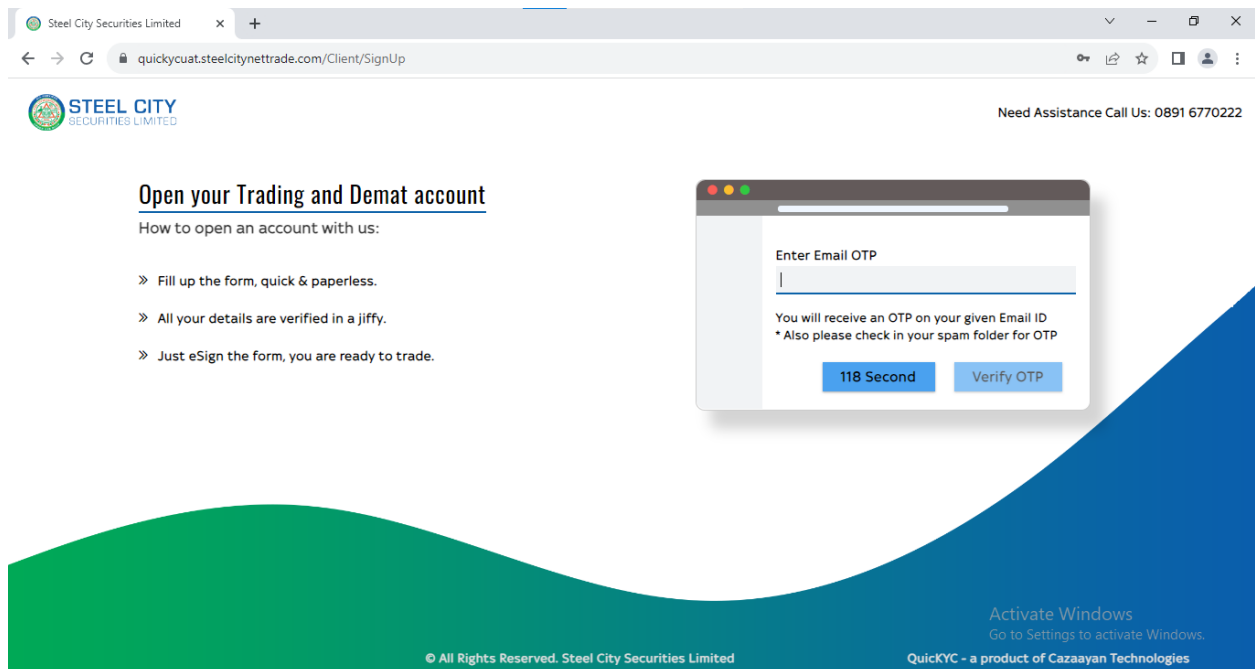 Steel City Securities Limited
quickycuat.steelcitynettrade.com/Client/SignUp
STEEL CITY
SECURITIES LIMITED
Need Assistance Call Us: 0891 6770222
Open your Trading and Demat account
How to open an account with us:
Fill up the form, quick & paperless.
All your details are verified in a jiffy.
Just eSign the form, you are ready to trade.
Enter Email OTP
You will receive an OTP on your given Email ID
* Also please check in your spam folder for OTP
118 Second
Verify OTP
Activate Windows
Go to Settings to activate Windows.
© All Rights Reserved. Steel City Securities Limited
QuicKYC - a product of Cazaayan Technologies